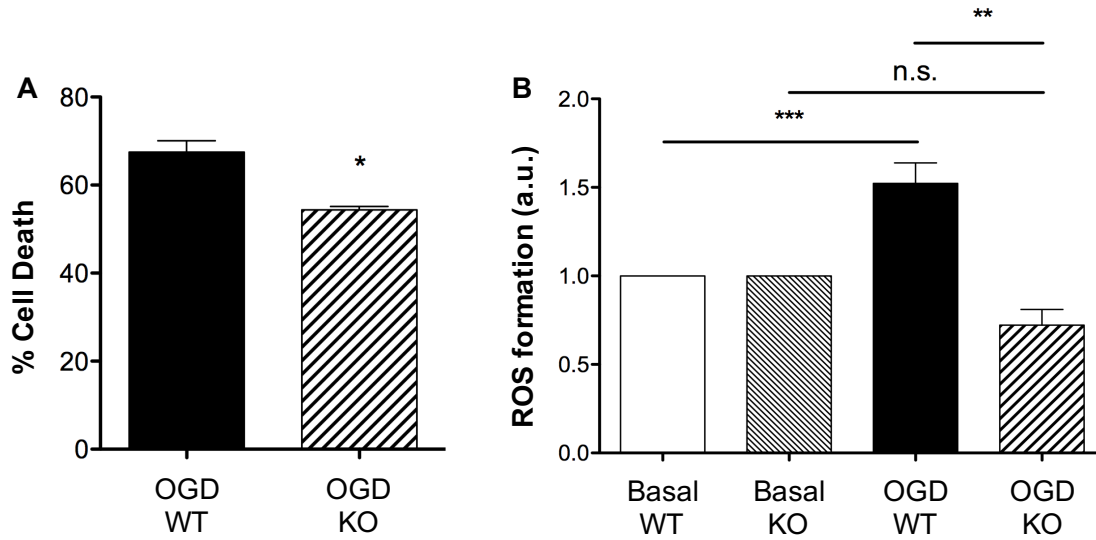 A
% Cell Death
80
60
40
20
0
*
OGD
WT
OGD
KO
B
ROS formation (a.u.)
2.0
1.5
1.0
0.5
0.0
**
n.s.
***
Basal
WT
Basal
KO
OGD
WT
OGD
KO